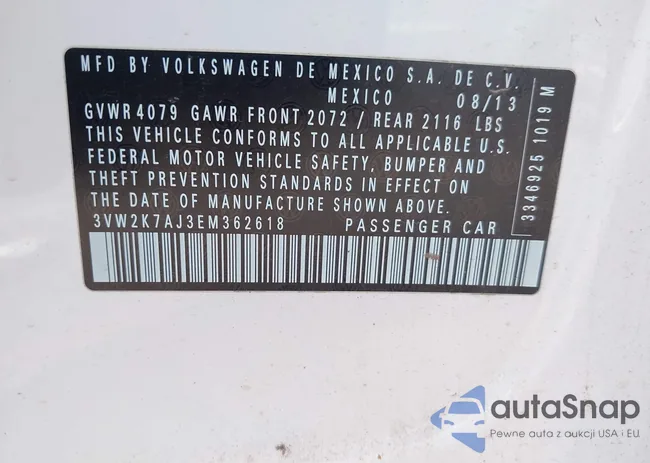 MFD BY VOLKSWAGEN DE MEXICO S.A. DE C.V.
MEXICO 08/13
GVWR 4079 GAWR FRONT 2072 / REAR 2116 LBS
THIS VEHICLE CONFORMS TO ALL APPLICABLE U.S.
FEDERAL MOTOR VEHICLE SAFETY, BUMPER AND
THEFT PREVENTION STANDARDS IN EFFECT ON
THE DATE OF MANUFACTURE SHOWN ABOVE.
3VW2K7AJ3EM362618 PASSENGER CAR
3346925 1019 M
autaSnap
Pewne auta z aukcji USA i EU